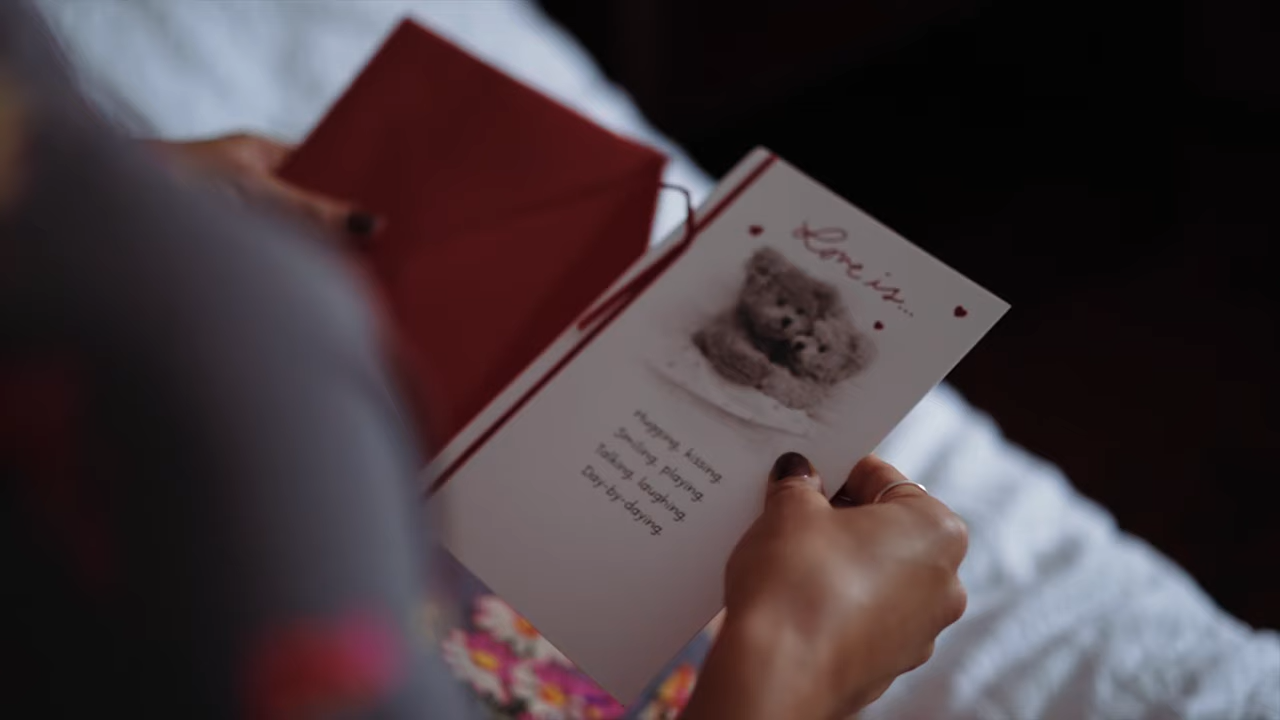 Love is...
Hugging, kissing,
Smiling, playing,
Talking, laughing,
Day-by-daying.